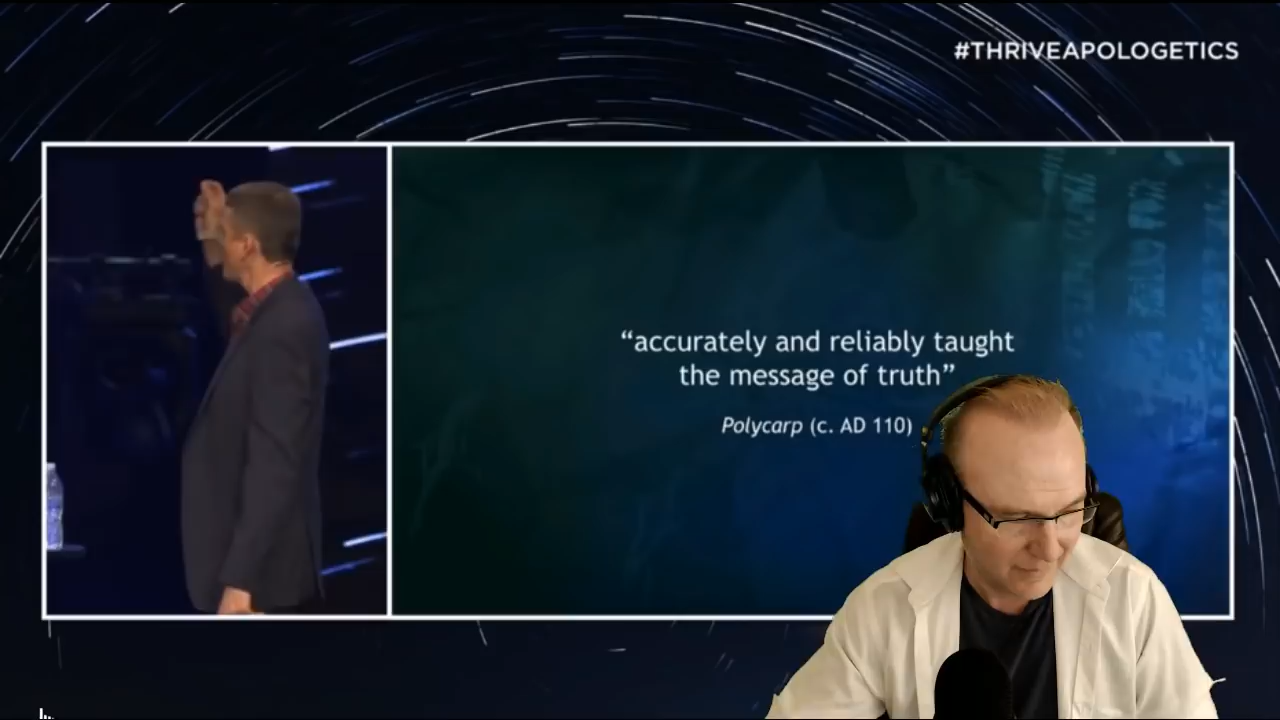 #THRIVEAPOLOGETICS
“accurately and reliably taught
the message of truth”
Polycarp (c. AD 110)